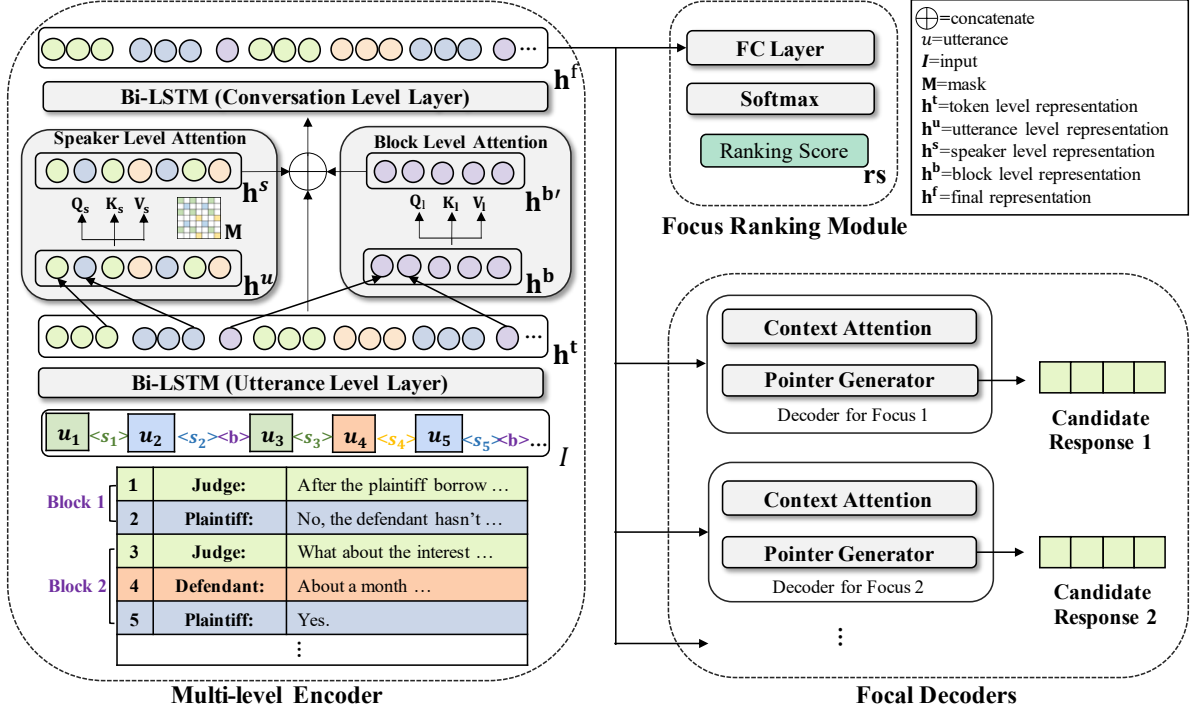 h^f
Bi-LSTM (Conversation Level Layer)
Speaker Level Attention
Block Level Attention
h^s
h^b′
Q_s K_s V_s
M
Q_l K_l V_l
h^u
h^b
...
h^t
Bi-LSTM (Utterance Level Layer)
u_1 <s_1> u_2 <s_2> <b> u_3 <s_3> u_4 <s_4> u_5 <s_5> <b> ...
I
Block 1
1 Judge: After the plaintiff borrow ...
2 Plaintiff: No, the defendant hasn't ...
Block 2
3 Judge: What about the interest ...
4 Defendant: About a month ...
5 Plaintiff: Yes.
⋮
Multi-level Encoder
FC Layer
Softmax
Ranking Score
rs
Focus Ranking Module
⊕=concatenate
u=utterance
I=input
M=mask
h^t=token level representation
h^u=utterance level representation
h^s=speaker level representation
h^b=block level representation
h^f=final representation
Context Attention
Pointer Generator
Decoder for Focus 1
Candidate
Response 1
Context Attention
Pointer Generator
Decoder for Focus 2
Candidate
Response 2
⋮
Focal Decoders